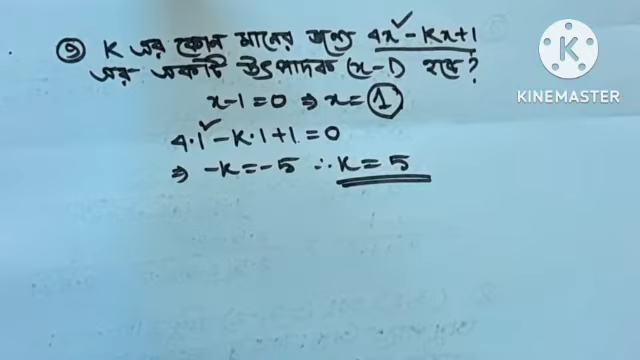 ৩) K এর কোন মানের জন্যে 4x² - Kx+1
এর একটি উৎপাদক (x-1) হবে?
x-1=0 ⇒ x= 1
4·1² - K·1+1=0
⇒ -K=-5 ∴ K = 5
KINEMASTER